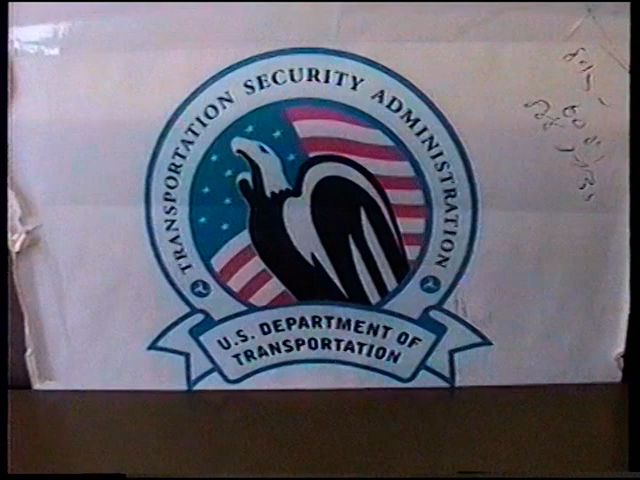 TRANSPORTATION SECURITY ADMINISTRATION
U.S. DEPARTMENT OF
TRANSPORTATION